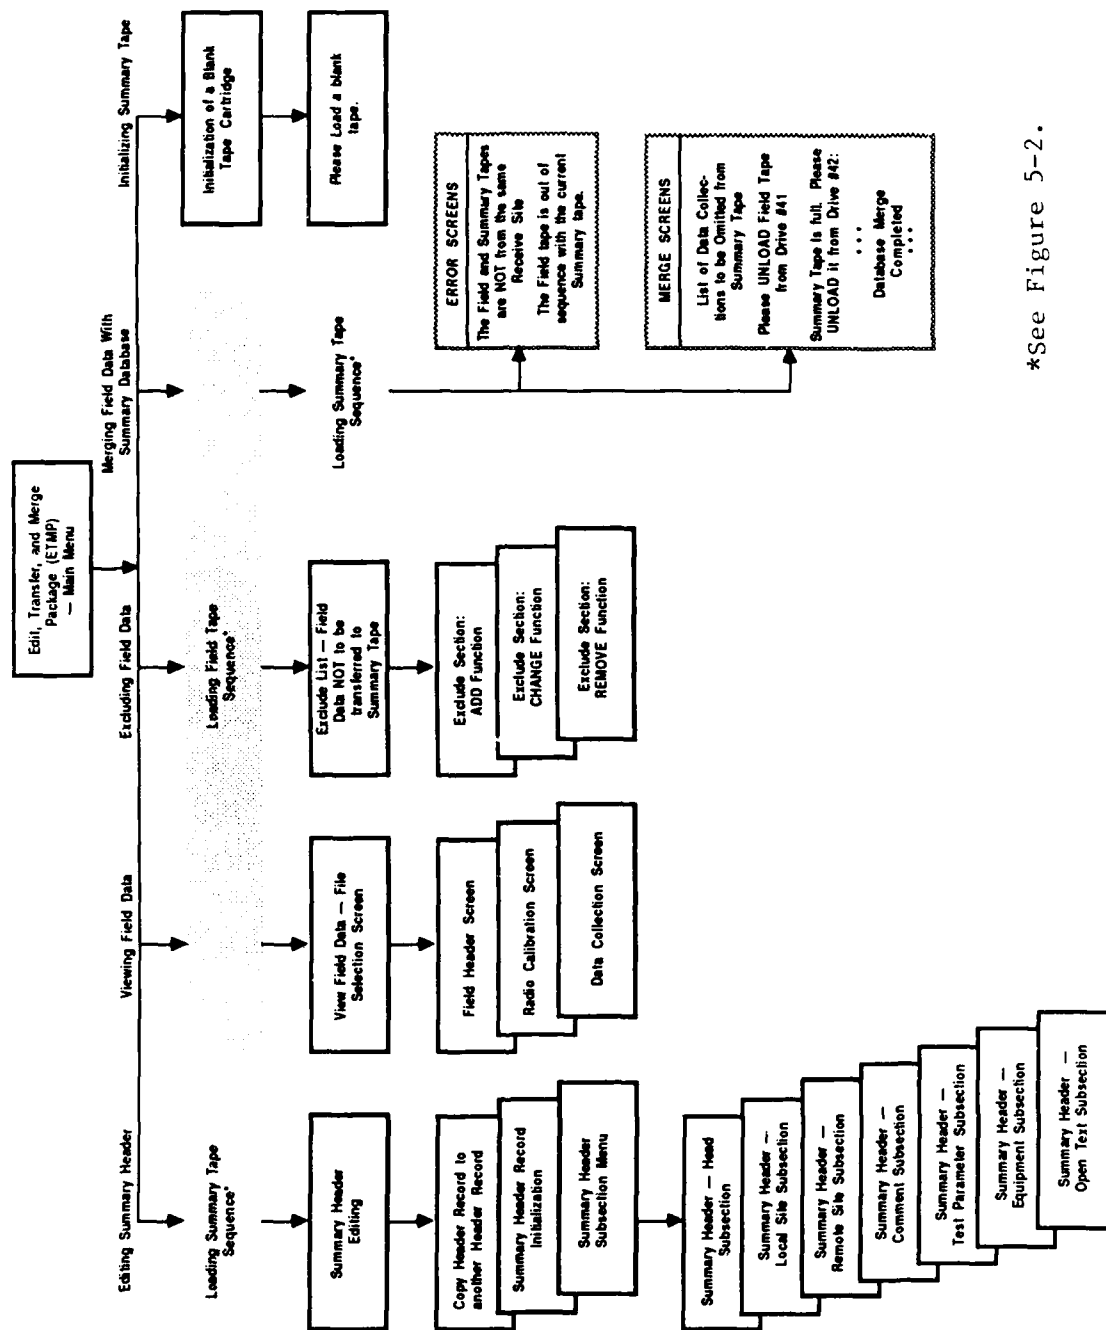 Edit, Transfer, and Merge
Package (ETMP)
— Main Menu
Editing Summary Header
Loading Summary Tape
Sequence*
Summary Header
Editing
Copy Header Record to
another Header Record
Summary Header Record
Initialization
Summary Header
Subsection Menu
Summary Header — Head
Subsection
Summary Header —
Local Site Subsection
Summary Header —
Remote Site Subsection
Summary Header —
Comment Subsection
Summary Header —
Test Parameter Subsection
Summary Header —
Equipment Subsection
Summary Header —
Open Text Subsection
Viewing Field Data
View Field Data — File
Selection Screen
Field Header Screen
Radio Calibration Screen
Data Collection Screen
Excluding Field Data
Loading Field Tape
Sequence*
Exclude List — Field
Data NOT to be
transferred to
Summary Tape
Exclude Section:
ADD Function
Exclude Section:
CHANGE Function
Exclude Section:
REMOVE Function
Merging Field Data With
Summary Database
Loading Summary Tape
Sequence*
ERROR SCREENS
The Field and Summary Tapes
are NOT from the same
Receive Site
The Field tape is out of
sequence with the current
Summary tape.
MERGE SCREENS
List of Data Collec-
tions to be Omitted from
Summary Tape
Please UNLOAD Field Tape
from Drive #41
Summary Tape is full. Please
UNLOAD it from Drive #42:
• • •
Database Merge
Completed
• • •
Initializing Summary Tape
Initialization of a Blank
Tape Cartridge
Please Load a blank
tape.
*See Figure 5-2.